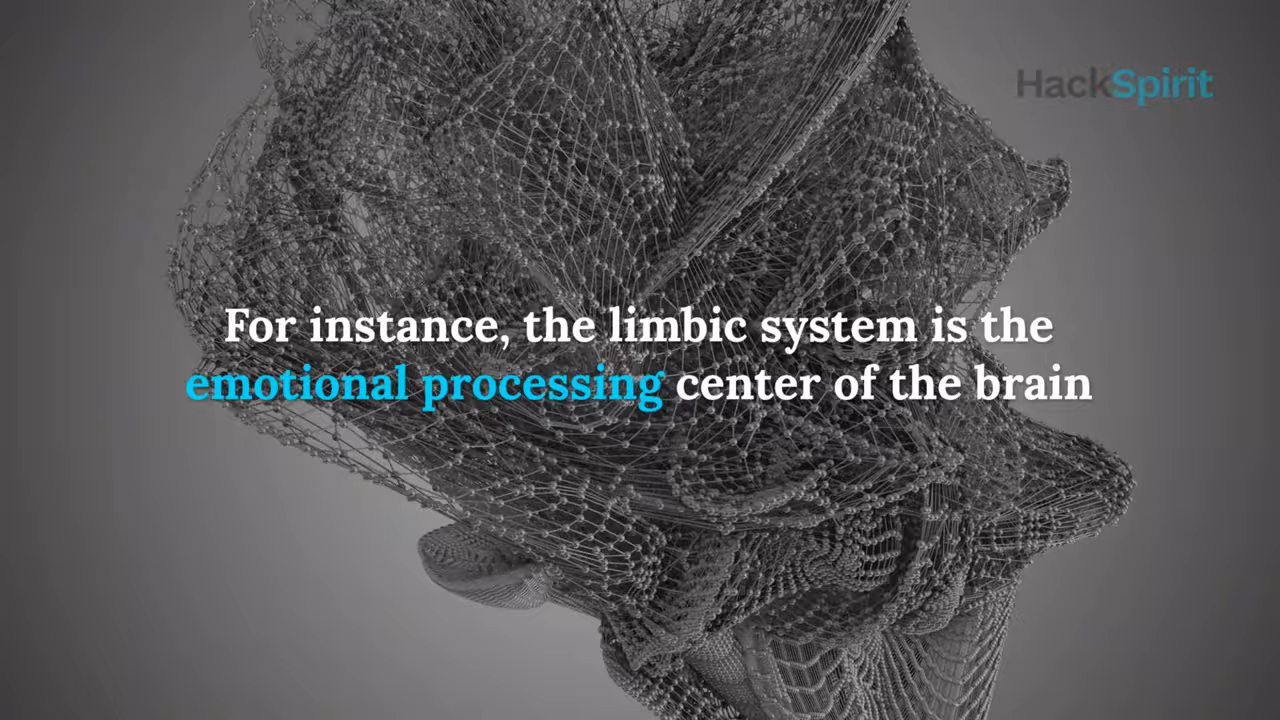 HackSpirit
For instance, the limbic system is the
emotional processing center of the brain